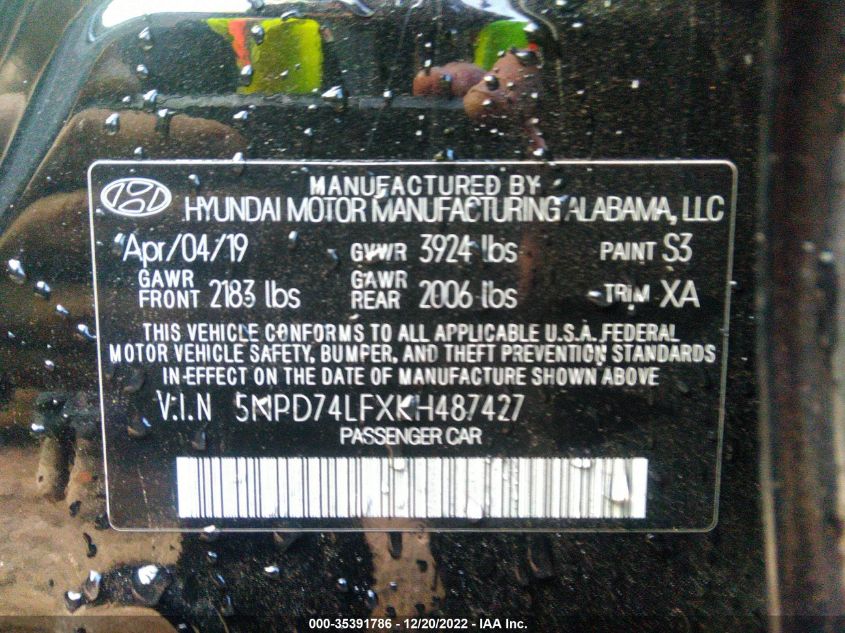 MANUFACTURED BY
HYUNDAI MOTOR MANUFACTURING ALABAMA, LLC
Apr/04/19 GVWR 3924 lbs PAINT S3
GAWR FRONT 2183 lbs GAWR REAR 2006 lbs TRIM XA
THIS VEHICLE CONFORMS TO ALL APPLICABLE U.S.A. FEDERAL
MOTOR VEHICLE SAFETY, BUMPER, AND THEFT PREVENTION STANDARDS
IN EFFECT ON THE DATE OF MANUFACTURE SHOWN ABOVE
V.I.N 5NPD74LFXKH487427
PASSENGER CAR
000-35391786 - 12/20/2022 - IAA Inc.